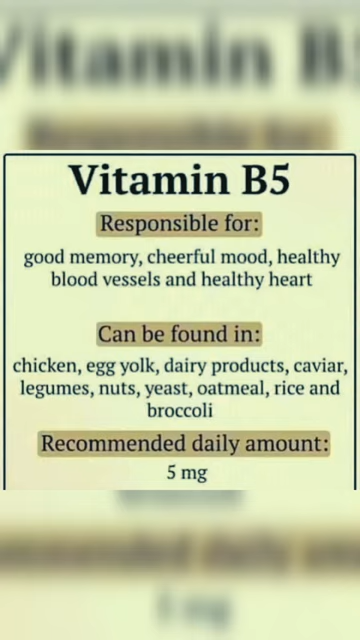 Vitamin B5
Responsible for:
good memory, cheerful mood, healthy
blood vessels and healthy heart
Can be found in:
chicken, egg yolk, dairy products, caviar,
legumes, nuts, yeast, oatmeal, rice and
broccoli
Recommended daily amount:
5 mg